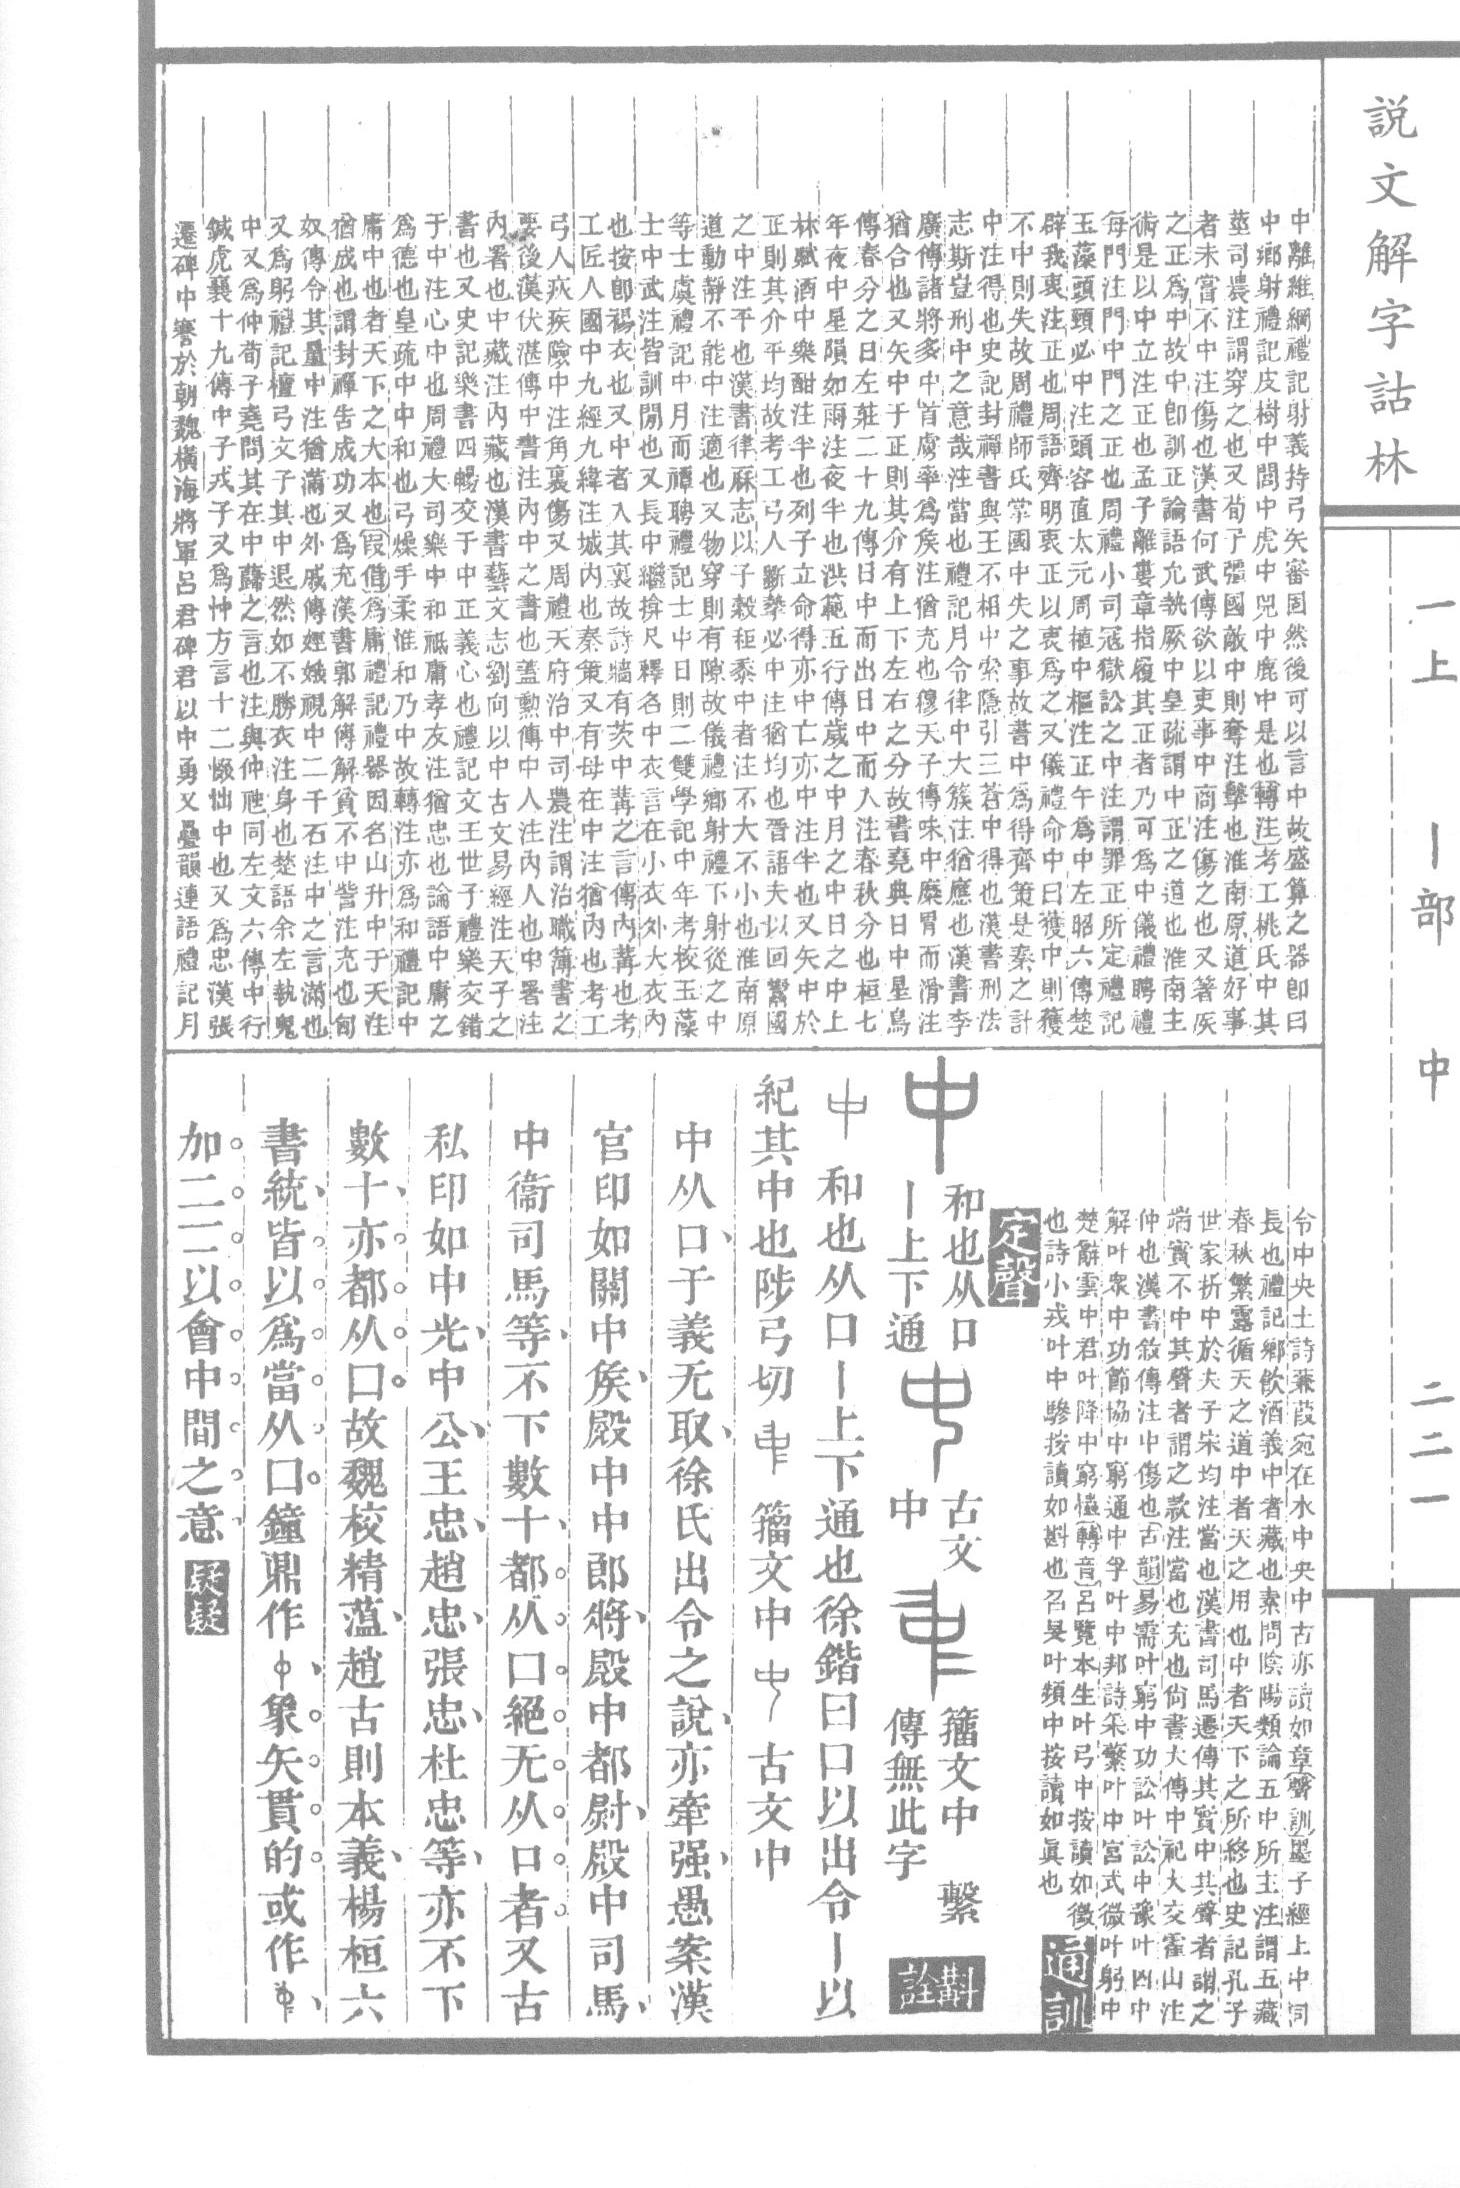 説文解字詁林
一上 丨部 中 二二一
中離維綱禮記射義持弓矢審固然後可以言中故盛算之器卽曰
中鄉射禮記皮樹中閭中虎中兕中鹿中是也轉注考工桃氏中其
莖司農注謂穿之也又荀子彊國敵中則奪注擊也淮南原道好事
者未嘗不中注傷也漢書何武傳欲以吏事中商注傷之也又箸矦
之正爲中故中卽訓正論語允執厥中皇疏謂中正之道也淮南主
術是以中立注正也孟子離婁章指履其正者乃可爲中儀禮聘禮
每門注門中門之正也周禮小司寇獄訟之中注謂罪正所定禮記
玉藻頭頸必中注頭容直太元周植中樞注正午爲中左昭六傳楚
辟我衷注正也周語齊明衷正以衷爲之又儀禮命中曰獲中則獲
不中則失故周禮師氏掌國中失之事故書中爲得齊策是秦之計
中注得也史記封禪書與王不相中索隱引三蒼中得也漢書刑法
志斯豈刑中之意哉注當也禮記月令律中大蔟注猶應也漢書李
廣傳諸將多中首虜率爲矦注猶充也穆天子傳味中麋胃而滑注
猶合也又矢中于正則其介有上下左右之分故書堯典日中星鳥
傳春分之日左莊二十九傳日中而出日中而入注春秋分也桓七
年夜中星隕如雨注夜半也洪範五行傳歲之中月之中日之中上
林賦酒中樂酣注半也列子立命得亦中亡亦中注半也又矢中於
正則其介平均故考工弓人斲摯必中注猶均也晉語夫以回鬻國
之中注平也漢書律厤志以子穀秬黍中者注不大不小也淮南原
道動靜不能中注適也又物穿則有隙故儀禮鄉射禮下射從之中
等士虞禮記中月而禫聘禮記士中日則二雙學記中年考校玉藻
士中武注皆訓閒也又長中繼揜尺釋名中衣言在小衣外大衣內
也按卽裼衣也又中者入其裏故詩牆有茨中冓之言傳內冓也考
工匠人國中九經九緯注城內也秦策又有母在中注猶內也考工
弓人疢疾險中注角裏傷又周禮天府治中司農注謂治職簿書之
要後漢伏湛傳中書注內中之書也蓋勳傳中人注內人也中署注
內署也中藏注內藏也漢書藝文志劉向以中古文易經注天子之
書也又史記樂書四暢交于中正義心也禮記文王世子禮樂交錯
于中注心中也周禮大司樂中和祗庸孝友注猶忠也論語中庸之
爲德也皇疏中中和也弓燥手柔淮和乃中故轉注亦爲和禮記中
庸中也者天下之大本也假借爲庸禮記禮器因名山升中于天注
猶成也謂封禪告成功又爲充漢書郭解傳解貧不中訾注充也匈
奴傳令其量中注猶滿也外戚傳娙娥視中二千石注中之言滿也
又爲躬禮記檀弓文子其中退然如不勝衣注身也楚語余左執鬼
中又爲仲荀子堯問其在中蘬之言也注與仲虺同左文六傳中行
鍼虎襄十九傳中子戎子又爲忡方言十二惙怞中也又爲忠漢張
遷碑中謇於朝魏橫海將軍呂君碑君以中勇又疊韻連語禮記月
令中央土詩蒹葭宛在水中央中古亦讀如章聲訓墨子經上中同
長也禮記鄉飲酒義中者藏也素問陰陽類論五中所主注謂五藏
春秋繁露循天之道中者天之用也中者天下之所終也史記孔子
世家折中於夫子宋均注當也漢書司馬遷傳其實中其聲者謂之
端實不中其聲者謂之款注當也充也尙書大傳中祀大交霍山注
仲也漢書敘傳注中傷也古韻易需叶窮中功訟叶訟中豫叶凶中
解叶衆中功節協中窮通中孚叶中邦詩采蘩叶中宮式微叶躬中
楚辭雲中君叶降中窮𢥞轉音呂覽本生叶弓中按讀如徵
也詩小戎叶中驂按讀如斟也召旻叶頻中按讀如眞也
通訓
定聲
中 和也从口丨上下通 中 古文中 中 籒文中 繫傳無此字 斠詮
中 和也从口丨上下通也徐鍇曰口以出令丨以
紀其中也陟弓切 籒文中 古文中
中从口于義无取徐氏出令之說亦牽强愚案漢
官印如關中矦殿中中郎將殿中都尉殿中司馬
中衞司馬等不下數十都从口絕无从口者又古
私印如中光中公王忠趙忠張忠杜忠等亦不下
數十亦都从口故魏校精薀趙古則本義楊桓六
書統皆以爲當从口鐘鼎作中象矢貫的或作
加二二以會中間之意